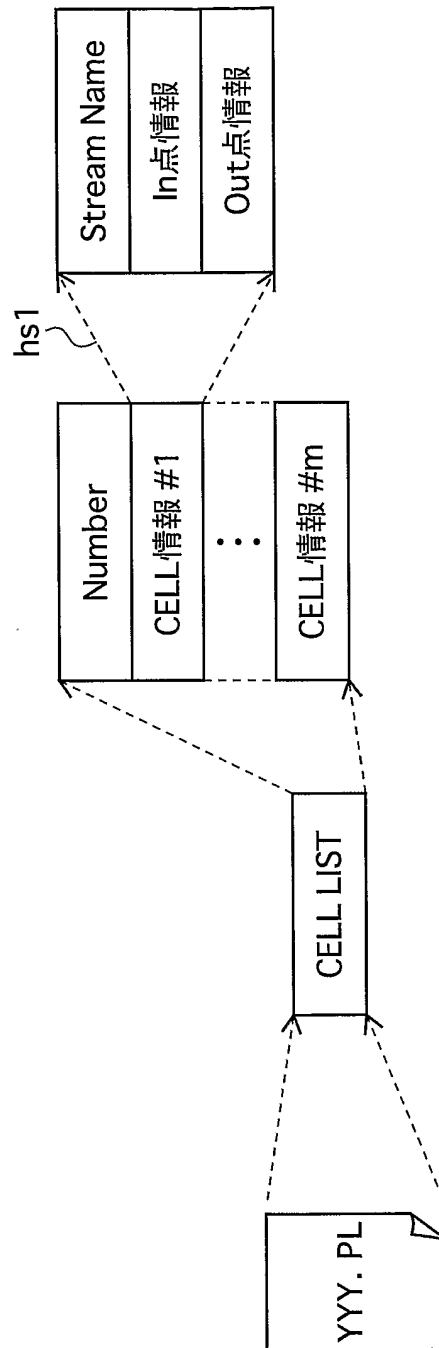 YYY. PL
CELL LIST
Number
CELL情報 #1
CELL情報 #m
hs1
Stream Name
In点情報
Out点情報